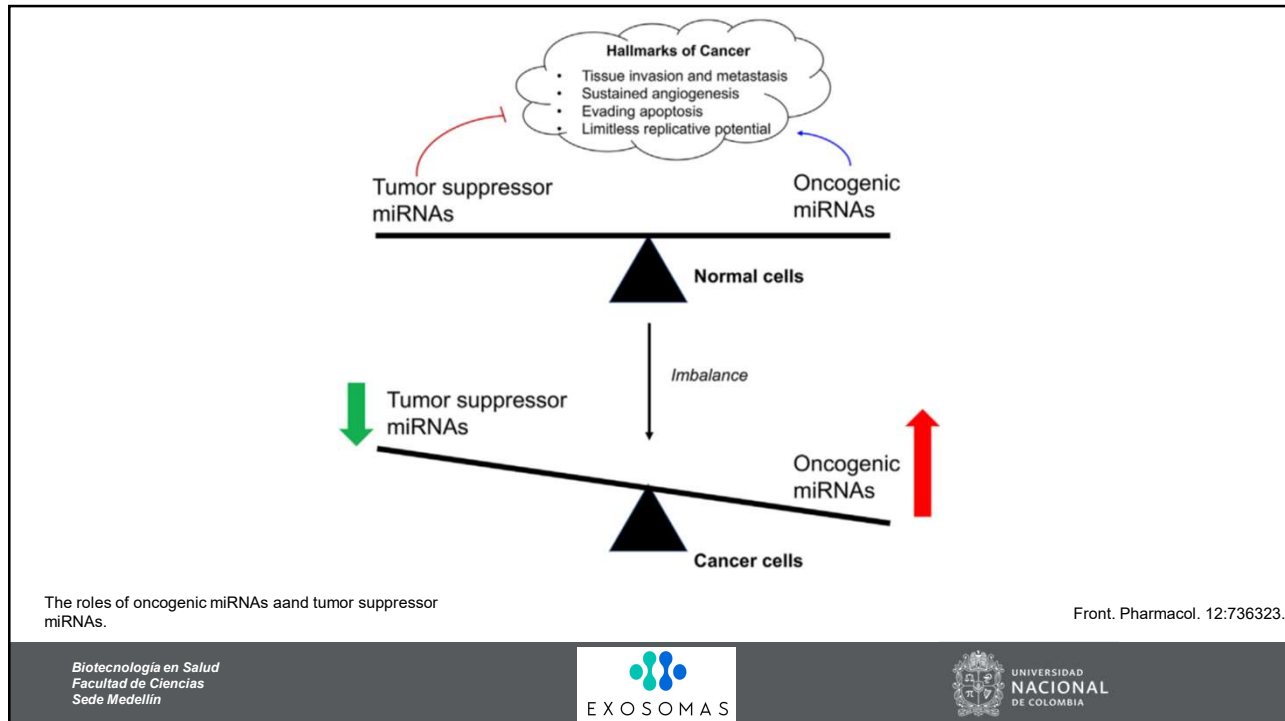 Hallmarks of Cancer
• Tissue invasion and metastasis
• Sustained angiogenesis
• Evading apoptosis
• Limitless replicative potential
Tumor suppressor
miRNAs
Oncogenic
miRNAs
Normal cells
Imbalance
Tumor suppressor
miRNAs
Oncogenic
miRNAs
Cancer cells
The roles of oncogenic miRNAs aand tumor suppressor
miRNAs.
Front. Pharmacol. 12:736323.
Biotecnología en Salud
Facultad de Ciencias
Sede Medellín
EXOSOMAS
UNIVERSIDAD
NACIONAL
DE COLOMBIA